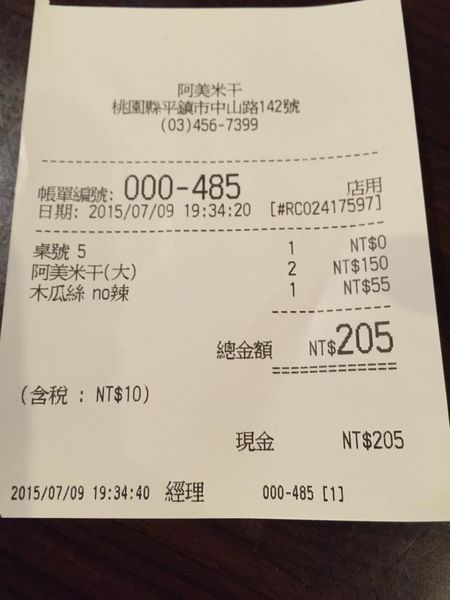 阿美米干
桃園縣平鎮市中山路142號
(03)456-7399
帳單編號: 000-485 店用
日期: 2015/07/09 19:34:20 [#RC02417597]
桌號 5 1 NT$0
阿美米干(大) 2 NT$150
木瓜絲 no辣 1 NT$55
總金額 NT$205
(含稅 : NT$10)
現金 NT$205
2015/07/09 19:34:40 經理 000-485 [1]